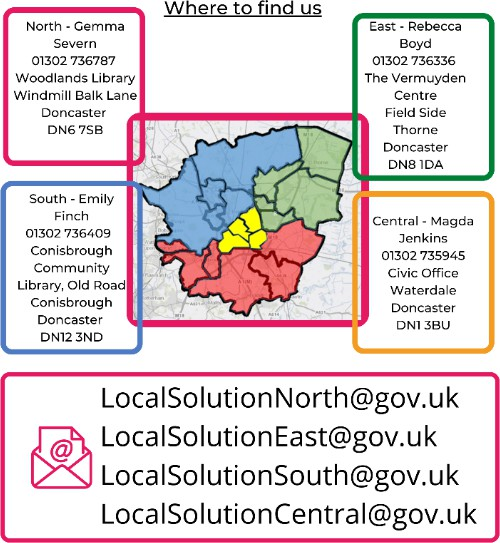 Where to find us
North - Gemma
Severn
01302 736787
Woodlands Library
Windmill Balk Lane
Doncaster
DN6 7SB
East - Rebecca
Boyd
01302 736336
The Vermuyden
Centre
Field Side
Thorne
Doncaster
DN8 1DA
South - Emily
Finch
01302 736409
Conisbrough
Community
Library, Old Road
Conisbrough
Doncaster
DN12 3ND
Central - Magda
Jenkins
01302 735945
Civic Office
Waterdale
Doncaster
DN1 3BU
@
LocalSolutionNorth@gov.uk
LocalSolutionEast@gov.uk
LocalSolutionSouth@gov.uk
LocalSolutionCentral@gov.uk